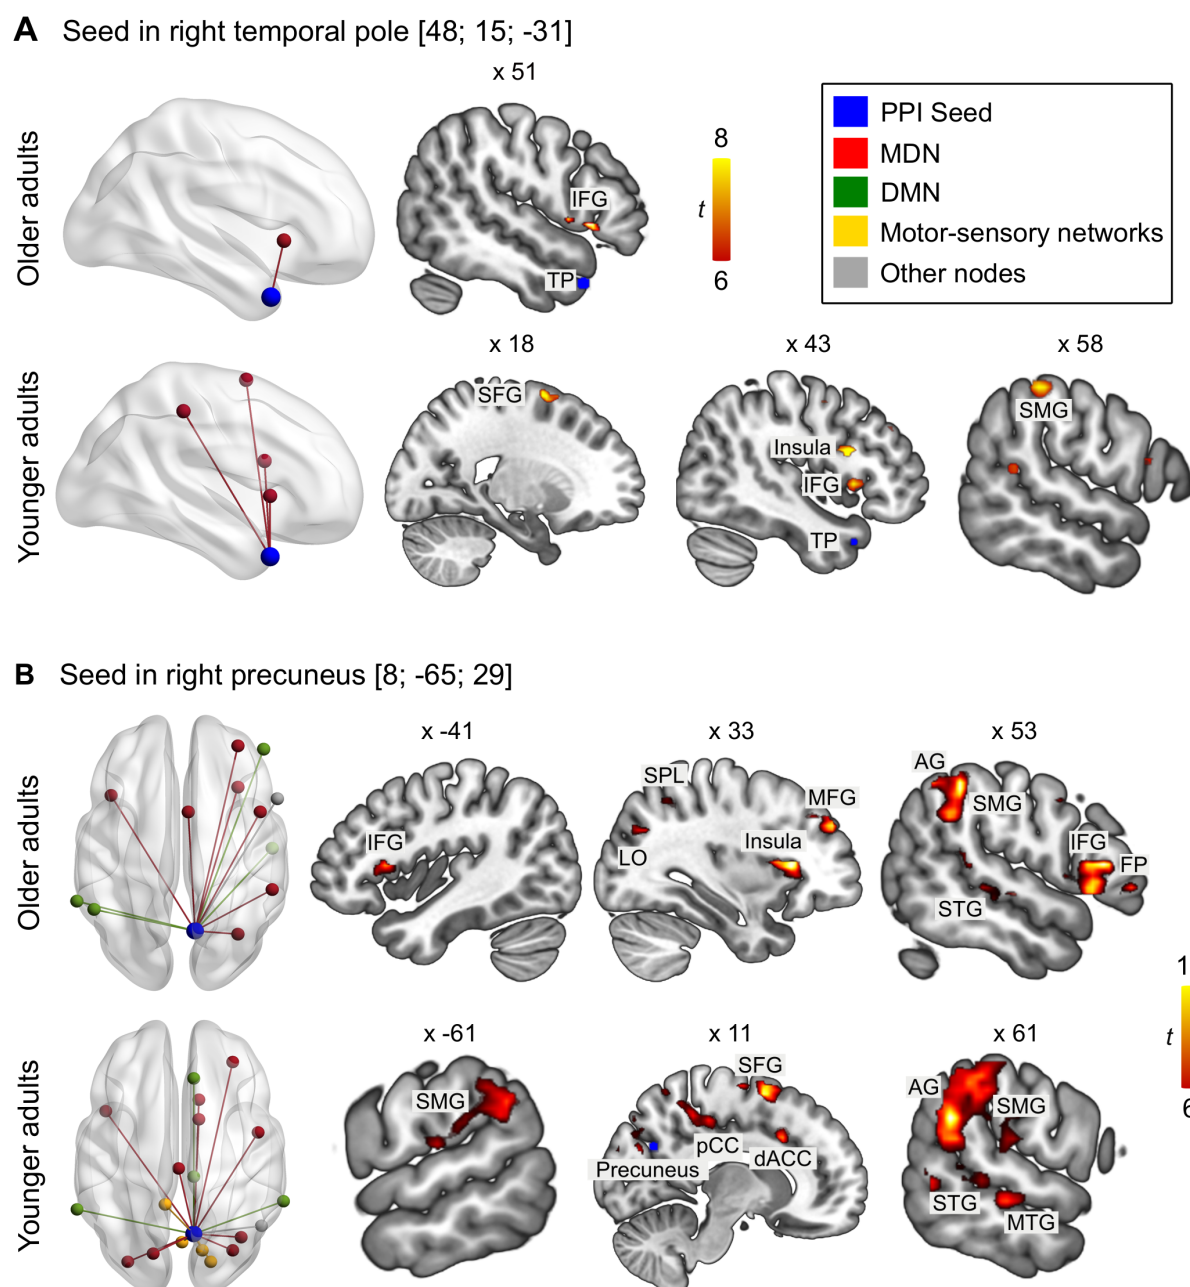 A Seed in right temporal pole [48; 15; -31]
Older adults
x 51
IFG
TP
8
t
6
PPI Seed
MDN
DMN
Motor-sensory networks
Other nodes
Younger adults
x 18
SFG
x 43
Insula
IFG
TP
x 58
SMG
B Seed in right precuneus [8; -65; 29]
Older adults
x -41
IFG
x 33
SPL
LO
MFG
Insula
x 53
AG
SMG
IFG
FP
STG
t
Younger adults
x -61
SMG
x 11
SFG
pCC
dACC
Precuneus
x 61
AG
SMG
STG
MTG